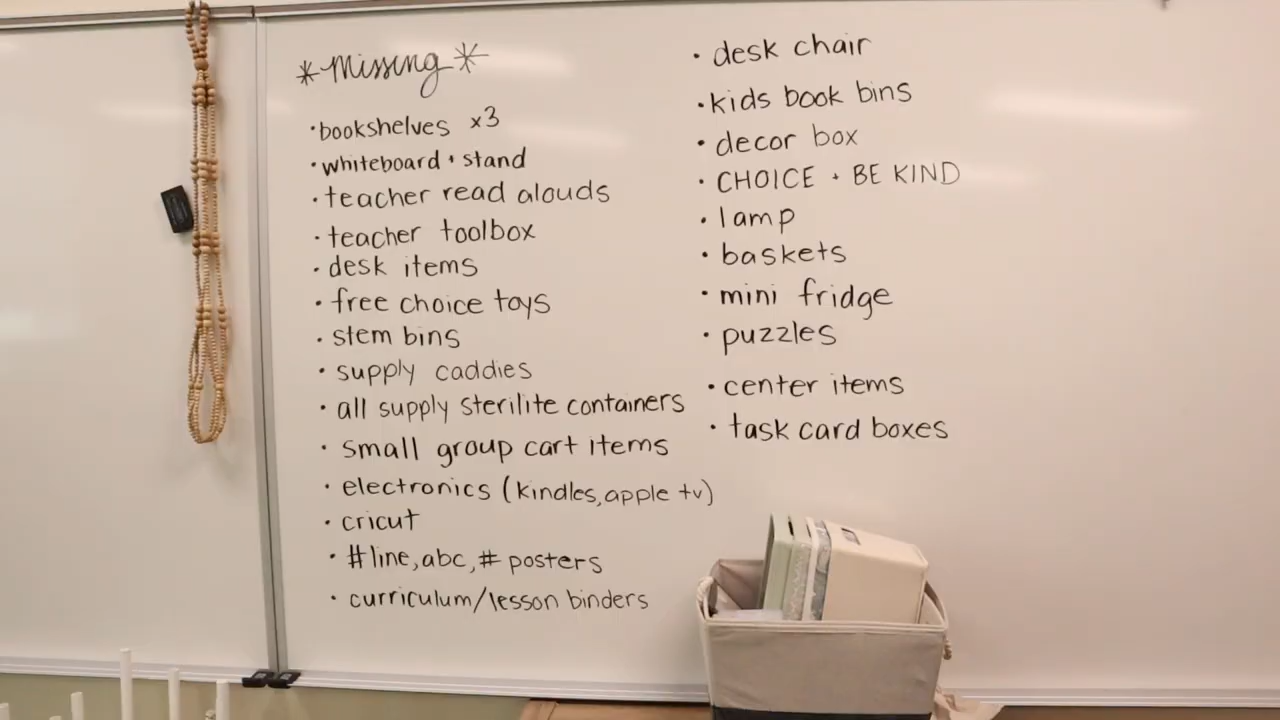 *Missing*
• bookshelves x3
• whiteboard + stand
• teacher read alouds
• teacher toolbox
• desk items
• free choice toys
• stem bins
• supply caddies
• all supply sterilite containers
• small group cart items
• electronics (kindles, apple tv)
• cricut
• #line, abc, # posters
• curriculum/lesson binders
• desk chair
• kids book bins
• decor box
• CHOICE + BE KIND
• lamp
• baskets
• mini fridge
• puzzles
• center items
• task card boxes